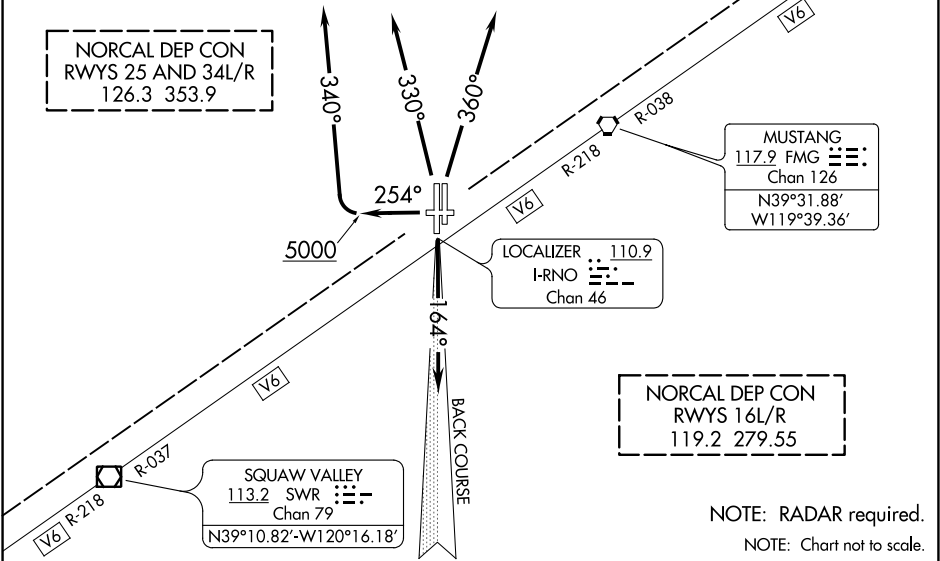 NORCAL DEP CON
RWYS 25 AND 34L/R
126.3 353.9
340°
330°
360°
V6
R-038
R-218
MUSTANG
117.9 FMG
Chan 126
N39°31.88'
W119°39.36'
254°
V6
5000
LOCALIZER 110.9
I-RNO
Chan 46
164°
V6
BACK COURSE
NORCAL DEP CON
RWYS 16L/R
119.2 279.55
R-037
R-218
V6
SQUAW VALLEY
113.2 SWR
Chan 79
N39°10.82'-W120°16.18'
NOTE: RADAR required.
NOTE: Chart not to scale.